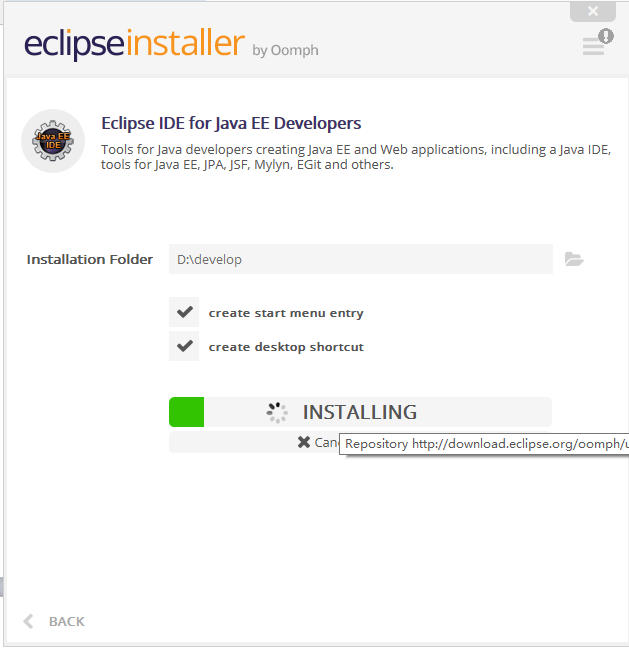 eclipseinstaller by Oomph
Java EE
IDE
Eclipse IDE for Java EE Developers
Tools for Java developers creating Java EE and Web applications, including a Java IDE,
tools for Java EE, JPA, JSF, Mylyn, EGit and others.
Installation Folder D:\develop
create start menu entry
create desktop shortcut
INSTALLING
Repository http://download.eclipse.org/oomph/u
BACK